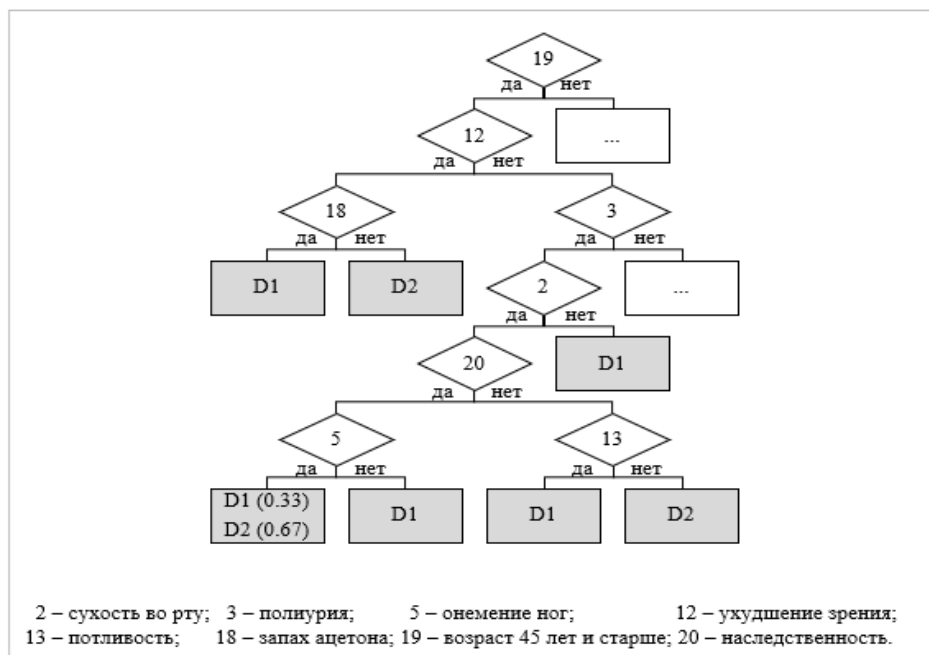 19
да нет
12 ...
да нет
18 3
да нет да нет
D1 D2 2 ...
да нет
20 D1
да нет
5 13
да нет да нет
D1 (0.33)
D2 (0.67) D1 D1 D2
2 – сухость во рту; 3 – полиурия; 5 – онемение ног; 12 – ухудшение зрения;
13 – потливость; 18 – запах ацетона; 19 – возраст 45 лет и старше; 20 – наследственность.